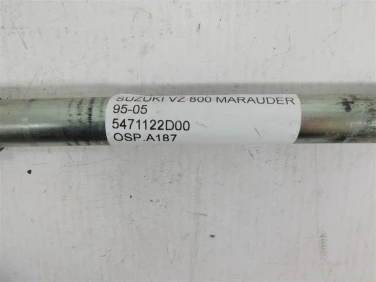 SUZUKI VZ 800 MARAUDER
95-05
5471122D00
OSP.A187